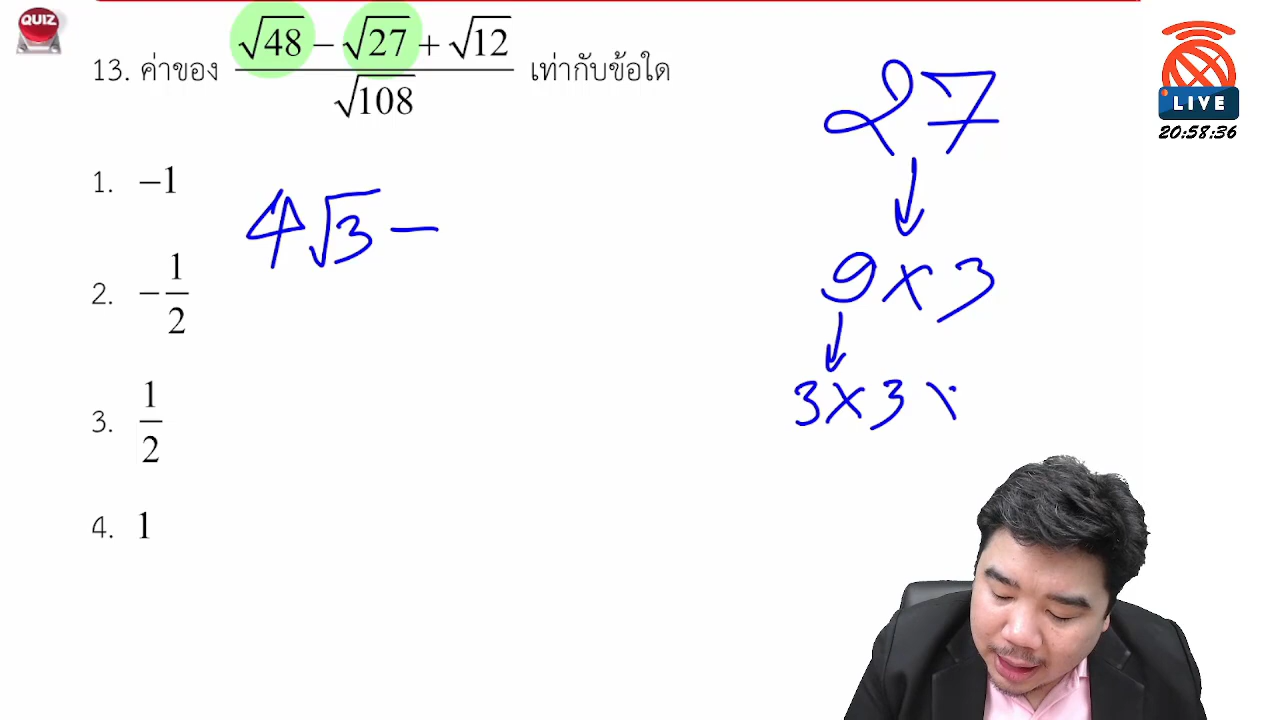 QUIZ
13. ค่าของ (√48 − √27 + √12) / √108 เท่ากับข้อใด
LIVE
20:58:36
27
1. −1
4√3 −
9 × 3
2. −1/2
3 × 3 ×
3. 1/2
4. 1